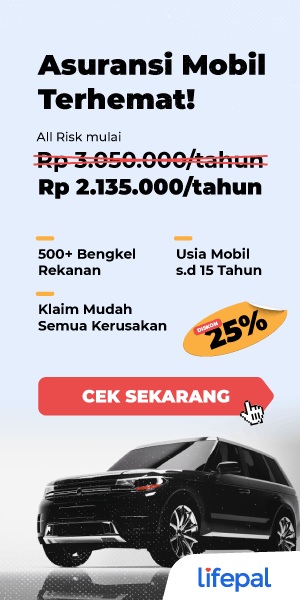 Asuransi Mobil
Terhemat!
All Risk mulai
Rp 3.050.000/tahun
Rp 2.135.000/tahun
500+ Bengkel
Rekanan
Usia Mobil
s.d 15 Tahun
Klaim Mudah
Semua Kerusakan
DISKON
25%
CEK SEKARANG
lifepal